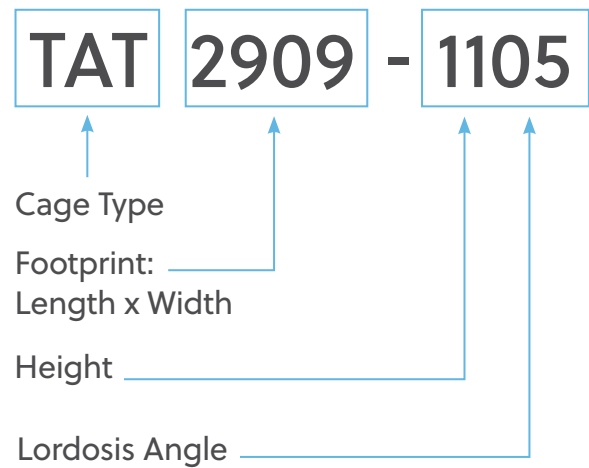 TAT 2909 - 1105
Cage Type
Footprint:
Length x Width
Height
Lordosis Angle